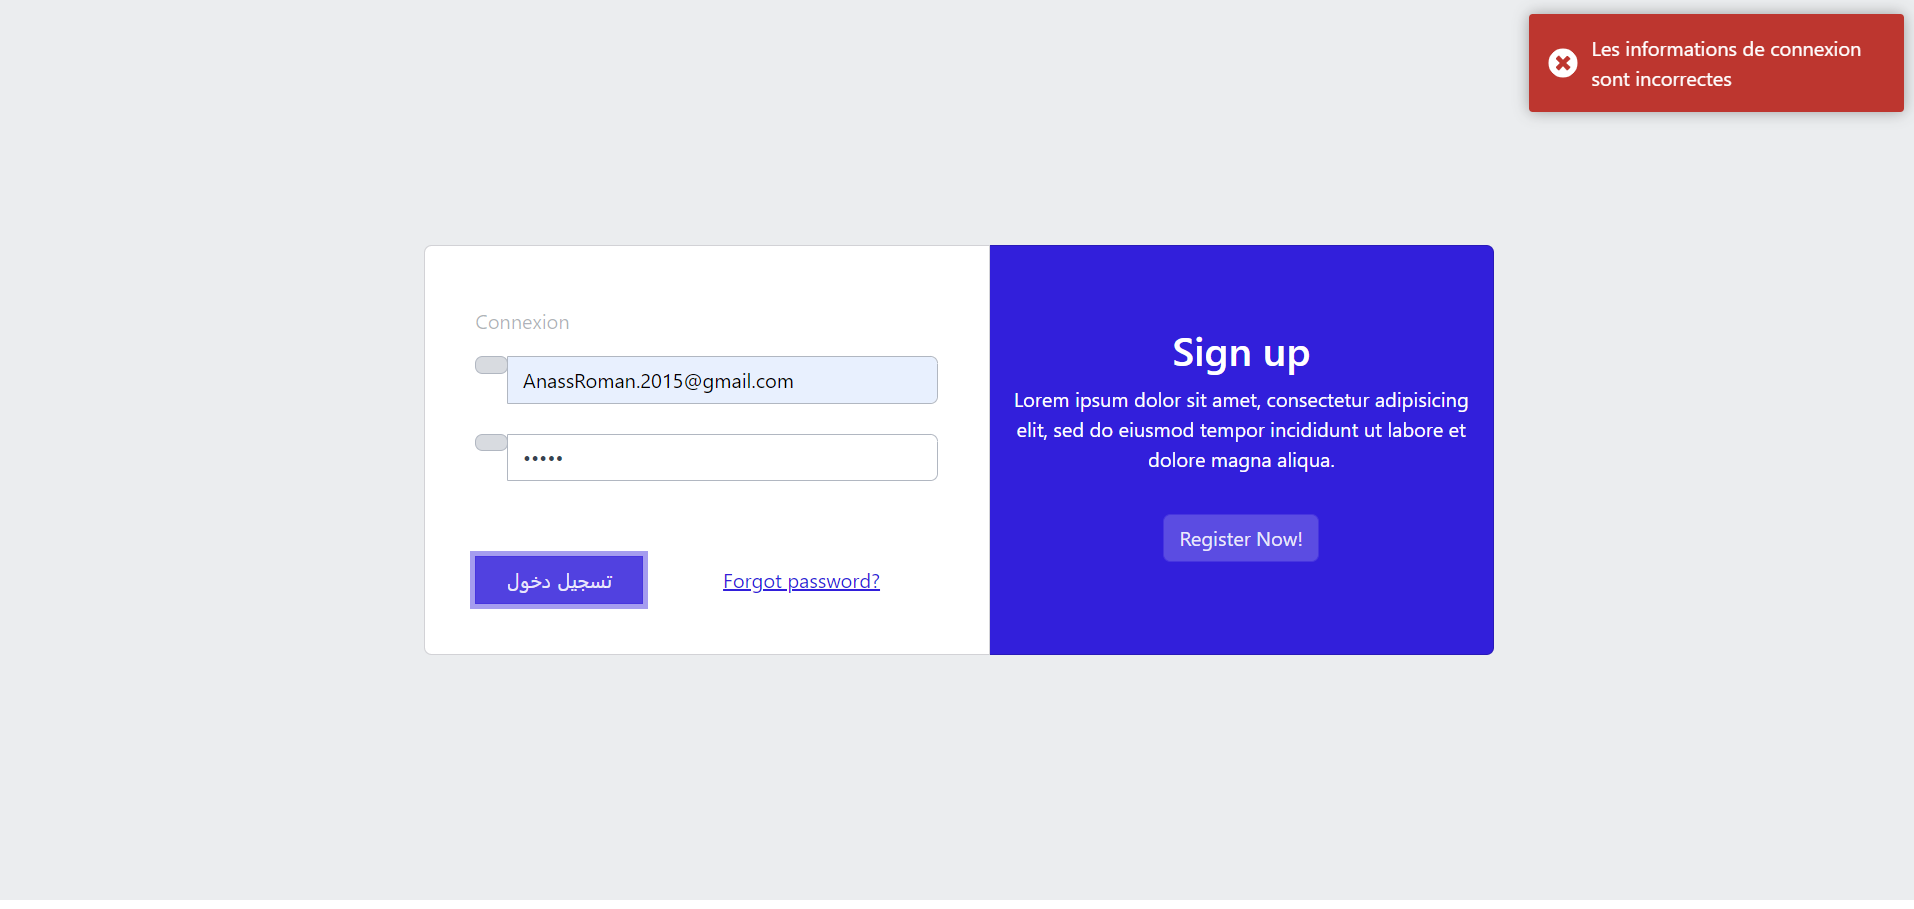 Les informations de connexion
sont incorrectes
Connexion
AnassRoman.2015@gmail.com
•••••
تسجيل دخول
Forgot password?
Sign up
Lorem ipsum dolor sit amet, consectetur adipisicing
elit, sed do eiusmod tempor incididunt ut labore et
dolore magna aliqua.
Register Now!